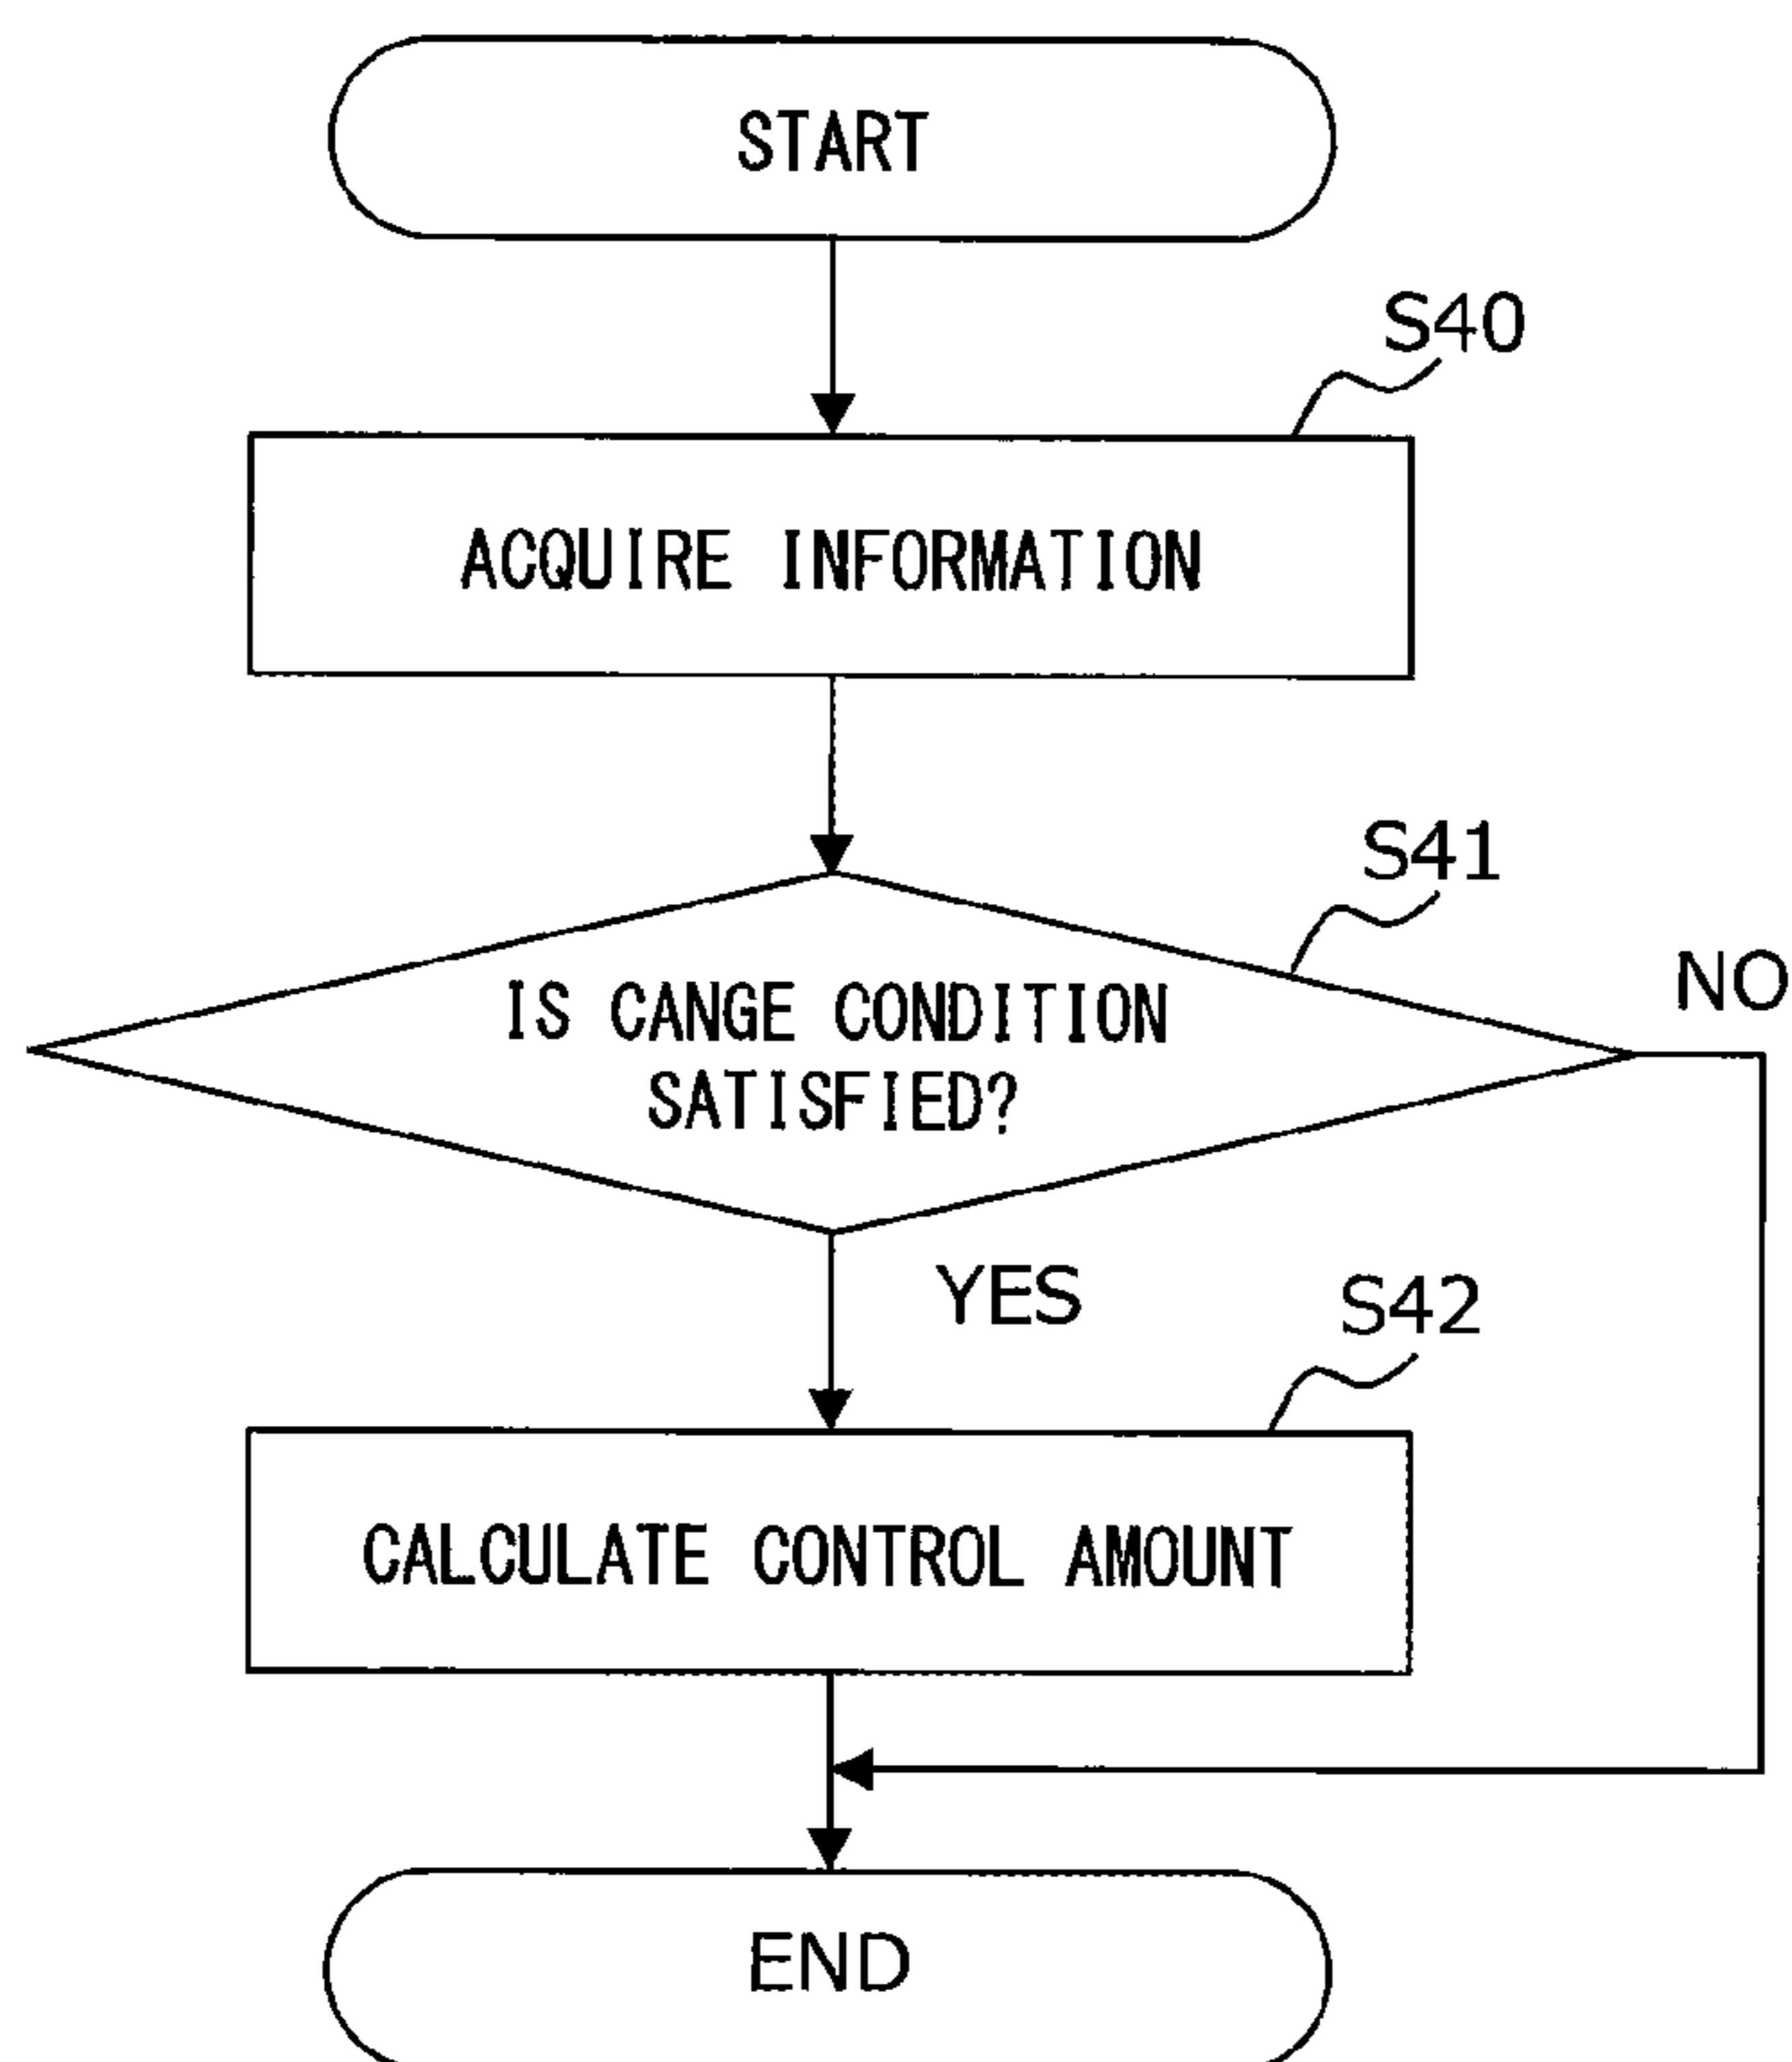 START
S40
ACQUIRE INFORMATION
S41
IS CANGE CONDITION
SATISFIED?
NO
YES
S42
CALCULATE CONTROL AMOUNT
END